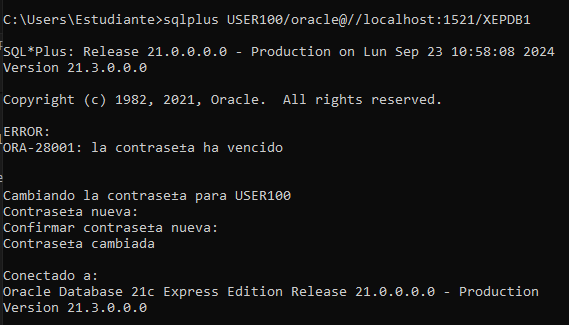 C:\Users\Estudiante>sqlplus USER100/oracle@//localhost:1521/XEPDB1
SQL*Plus: Release 21.0.0.0.0 - Production on Lun Sep 23 10:58:08 2024
Version 21.3.0.0.0
Copyright (c) 1982, 2021, Oracle.  All rights reserved.
ERROR:
ORA-28001: la contrase±a ha vencido
Cambiando la contrase±a para USER100
Contrase±a nueva:
Confirmar contrase±a nueva:
Contrase±a cambiada
Conectado a:
Oracle Database 21c Express Edition Release 21.0.0.0.0 - Production
Version 21.3.0.0.0